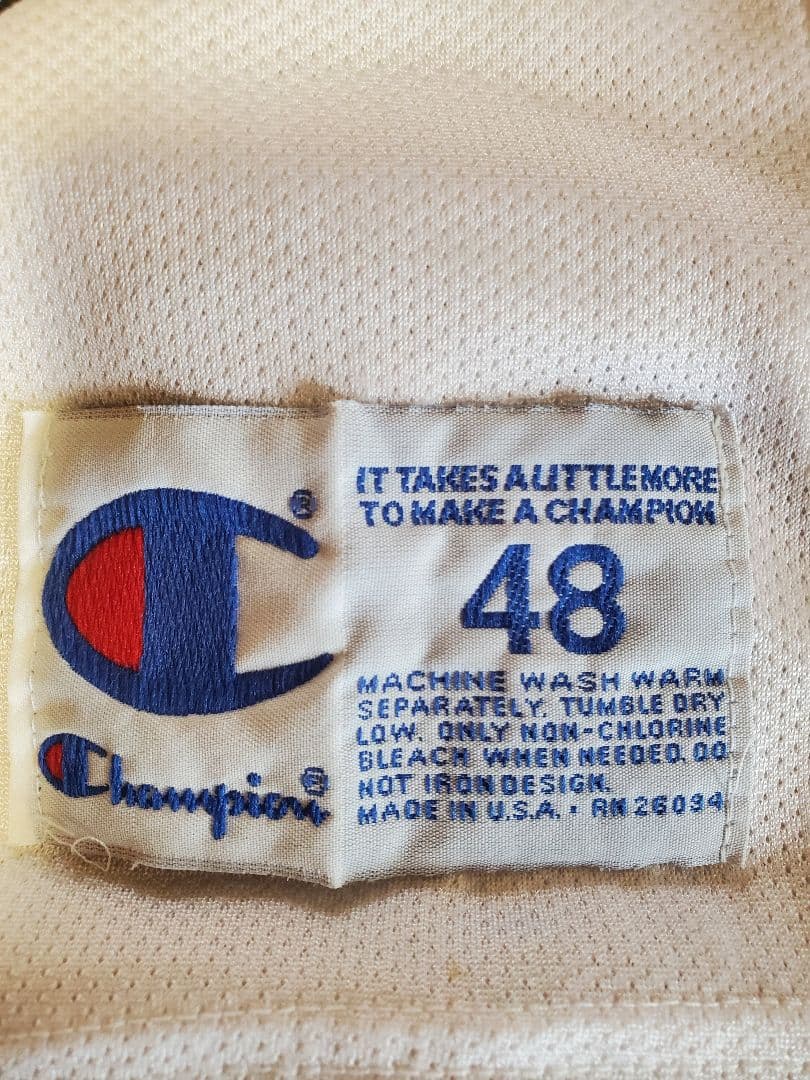 ®
Champion®
IT TAKES A LITTLE MORE
TO MAKE A CHAMPION
48
MACHINE WASH WARM
SEPARATELY. TUMBLE DRY
LOW. ONLY NON-CHLORINE
BLEACH WHEN NEEDED. DO
NOT IRON DESIGN.
MADE IN U.S.A. • RN 26094